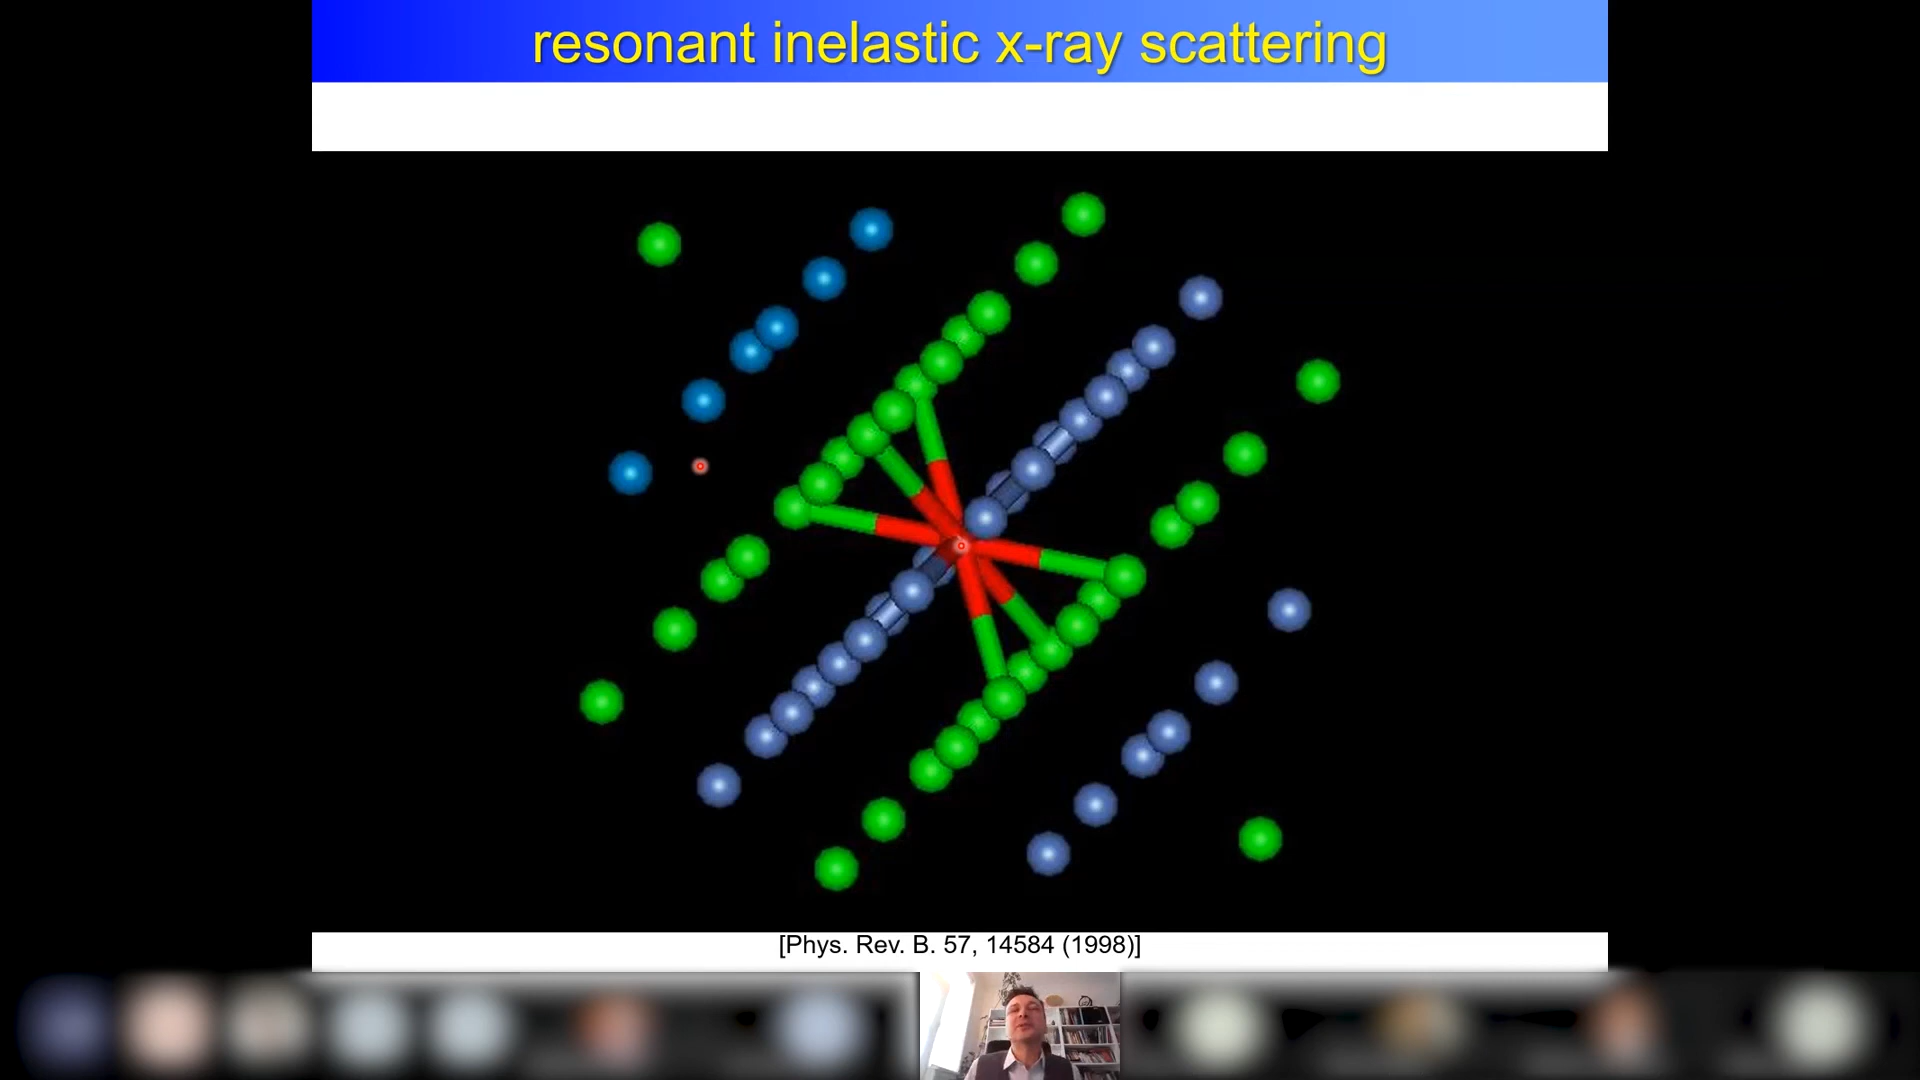 resonant inelastic x-ray scattering
[Phys. Rev. B. 57, 14584 (1998)]